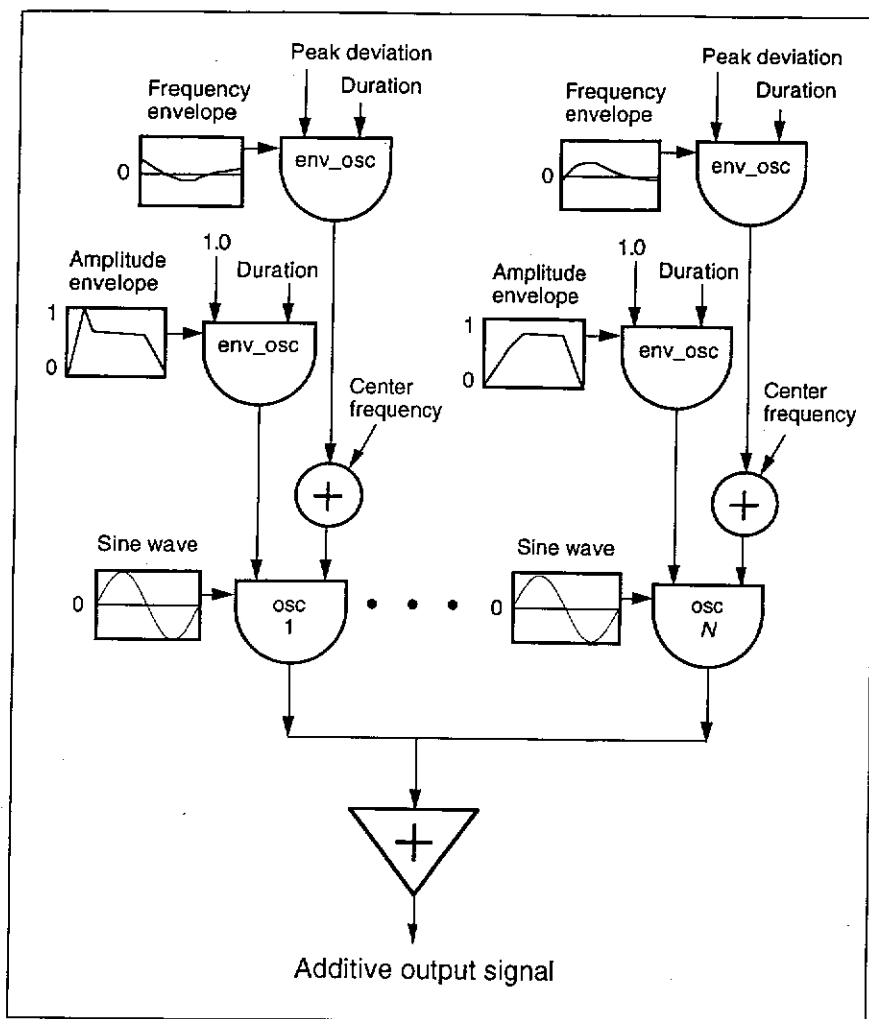 Peak deviation
Frequency envelope
Duration
0
env_osc
1.0
Amplitude envelope
Duration
1
0
env_osc
Center frequency
+
Sine wave
0
osc 1
Peak deviation
Frequency envelope
Duration
0
env_osc
1.0
Amplitude envelope
Duration
1
0
env_osc
Center frequency
+
Sine wave
0
osc N
+
Additive output signal